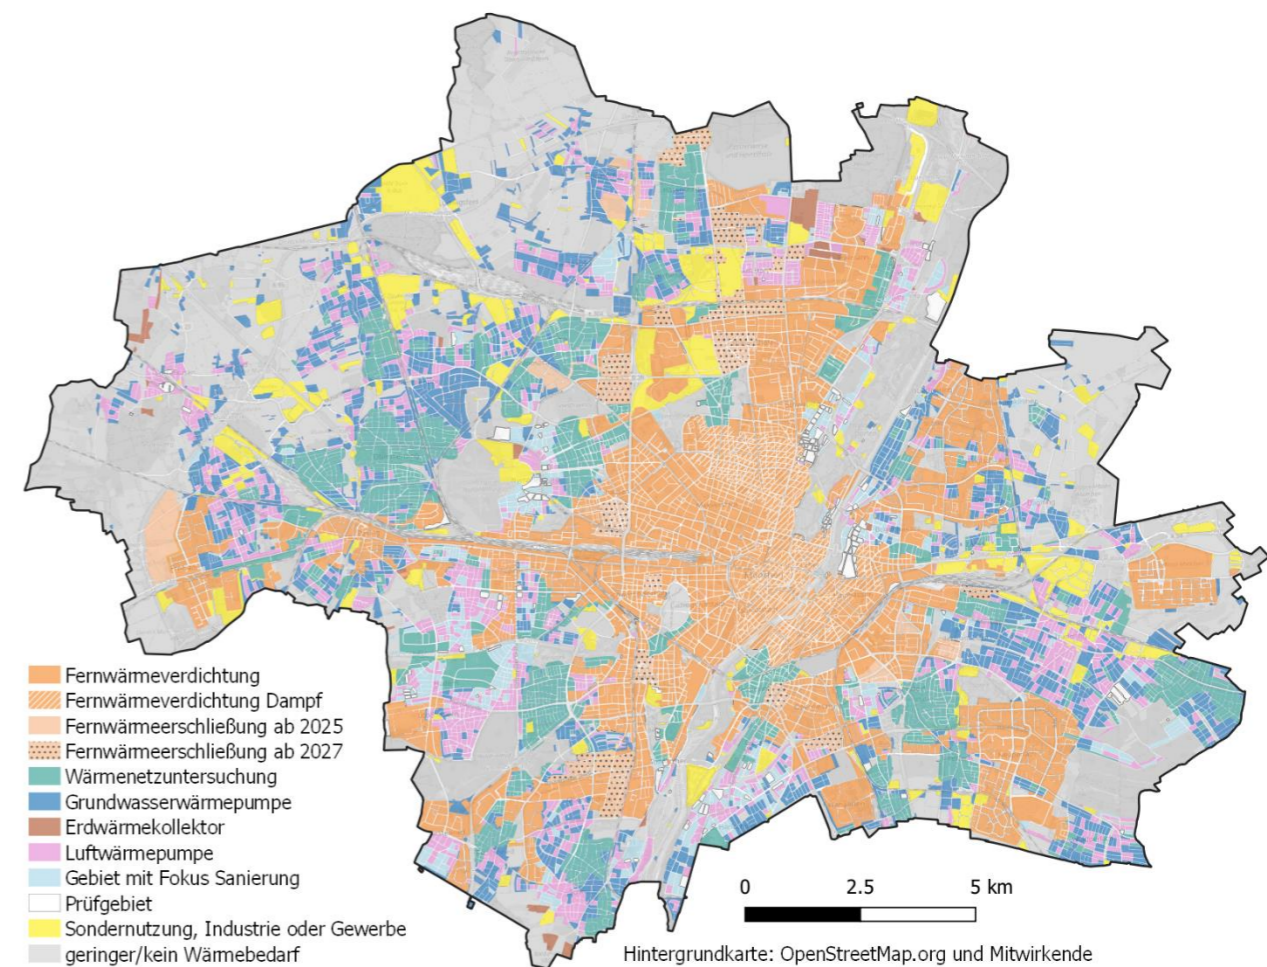 Fernwärmeverdichtung
Fernwärmeverdichtung Dampf
Fernwärmeerschließung ab 2025
Fernwärmeerschließung ab 2027
Wärmenetzuntersuchung
Grundwasserwärmepumpe
Erdwärmekollektor
Luftwärmepumpe
Gebiet mit Fokus Sanierung
Prüfgebiet
Sondernutzung, Industrie oder Gewerbe
geringer/kein Wärmebedarf
0 2.5 5 km
Hintergrundkarte: OpenStreetMap.org und Mitwirkende